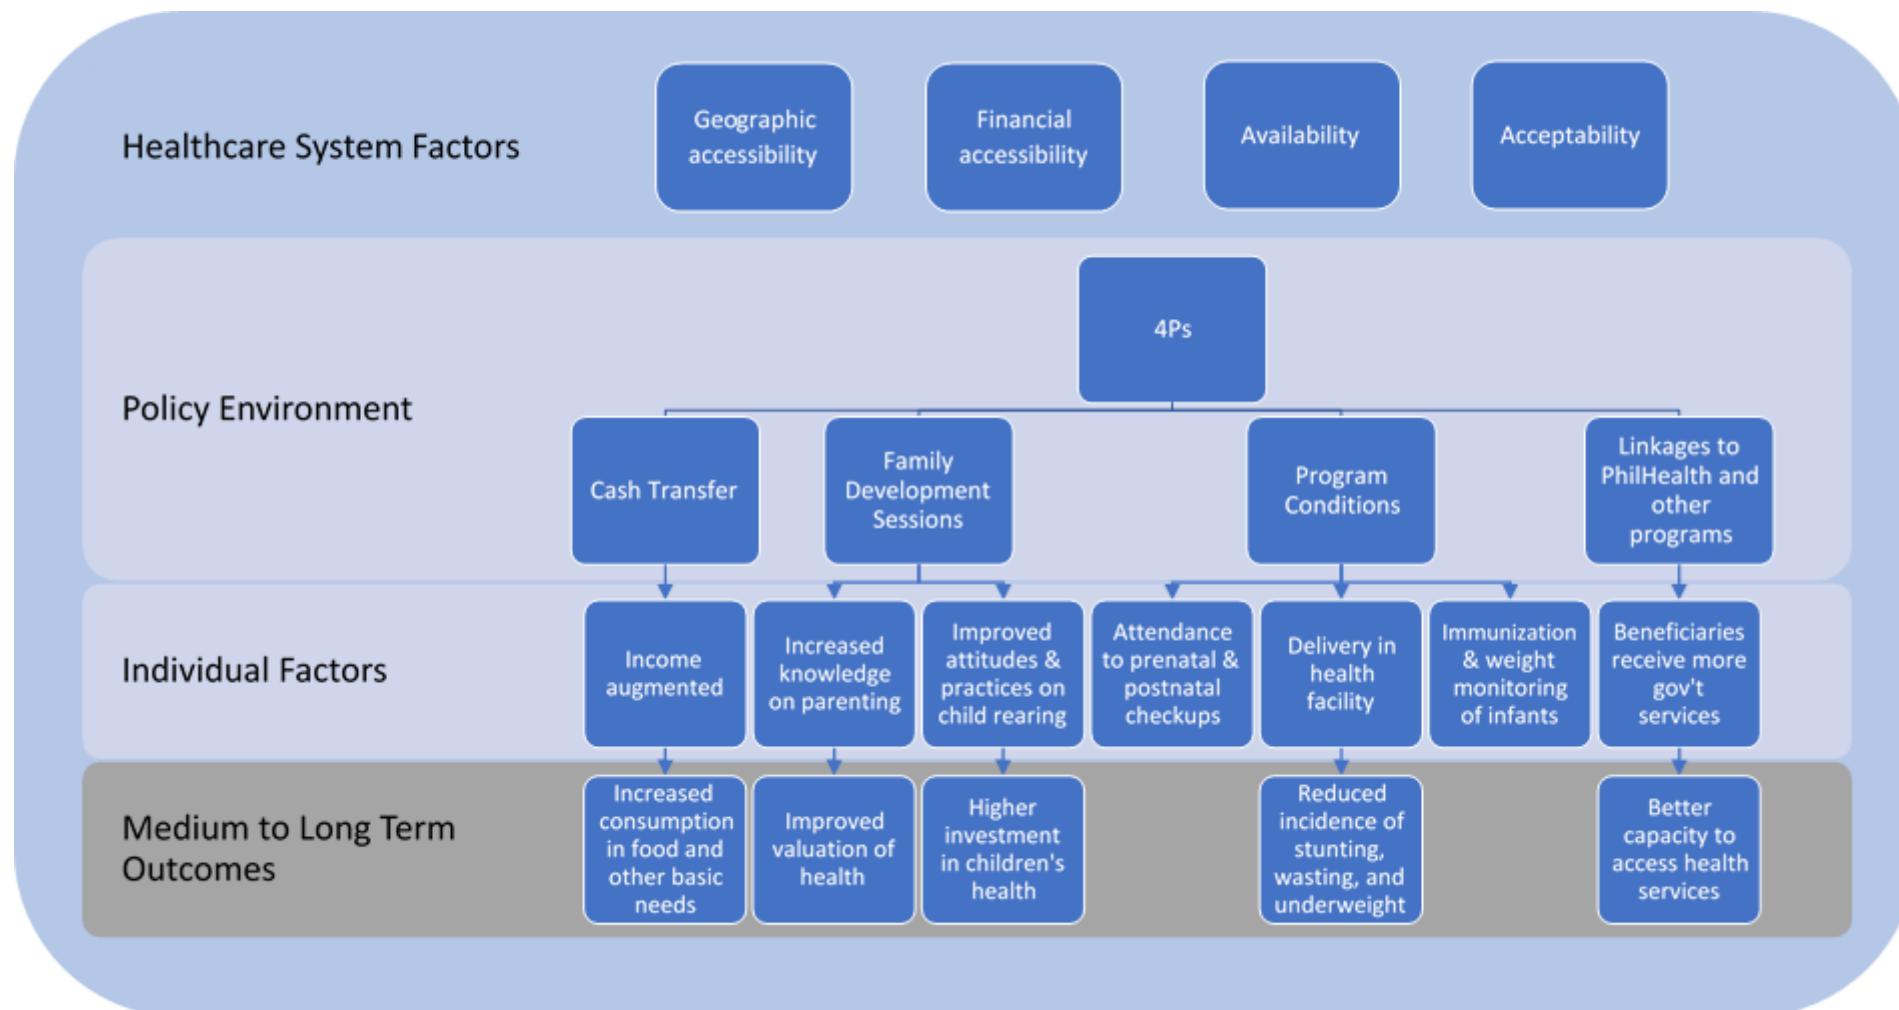 Healthcare System Factors
Geographic
accessibility
Financial
accessibility
Availability
Acceptability
Policy Environment
4Ps
Cash Transfer
Family
Development
Sessions
Program
Conditions
Linkages to
PhilHealth and
other
programs
Individual Factors
Income
augmented
Increased
knowledge
on parenting
Improved
attitudes &
practices on
child rearing
Attendance
to prenatal &
postnatal
checkups
Delivery in
health
facility
Immunization
& weight
monitoring
of infants
Beneficiaries
receive more
gov't
services
Medium to Long Term
Outcomes
Increased
consumption
in food and
other basic
needs
Improved
valuation of
health
Higher
investment
in children's
health
Reduced
incidence of
stunting,
wasting, and
underweight
Better
capacity to
access health
services